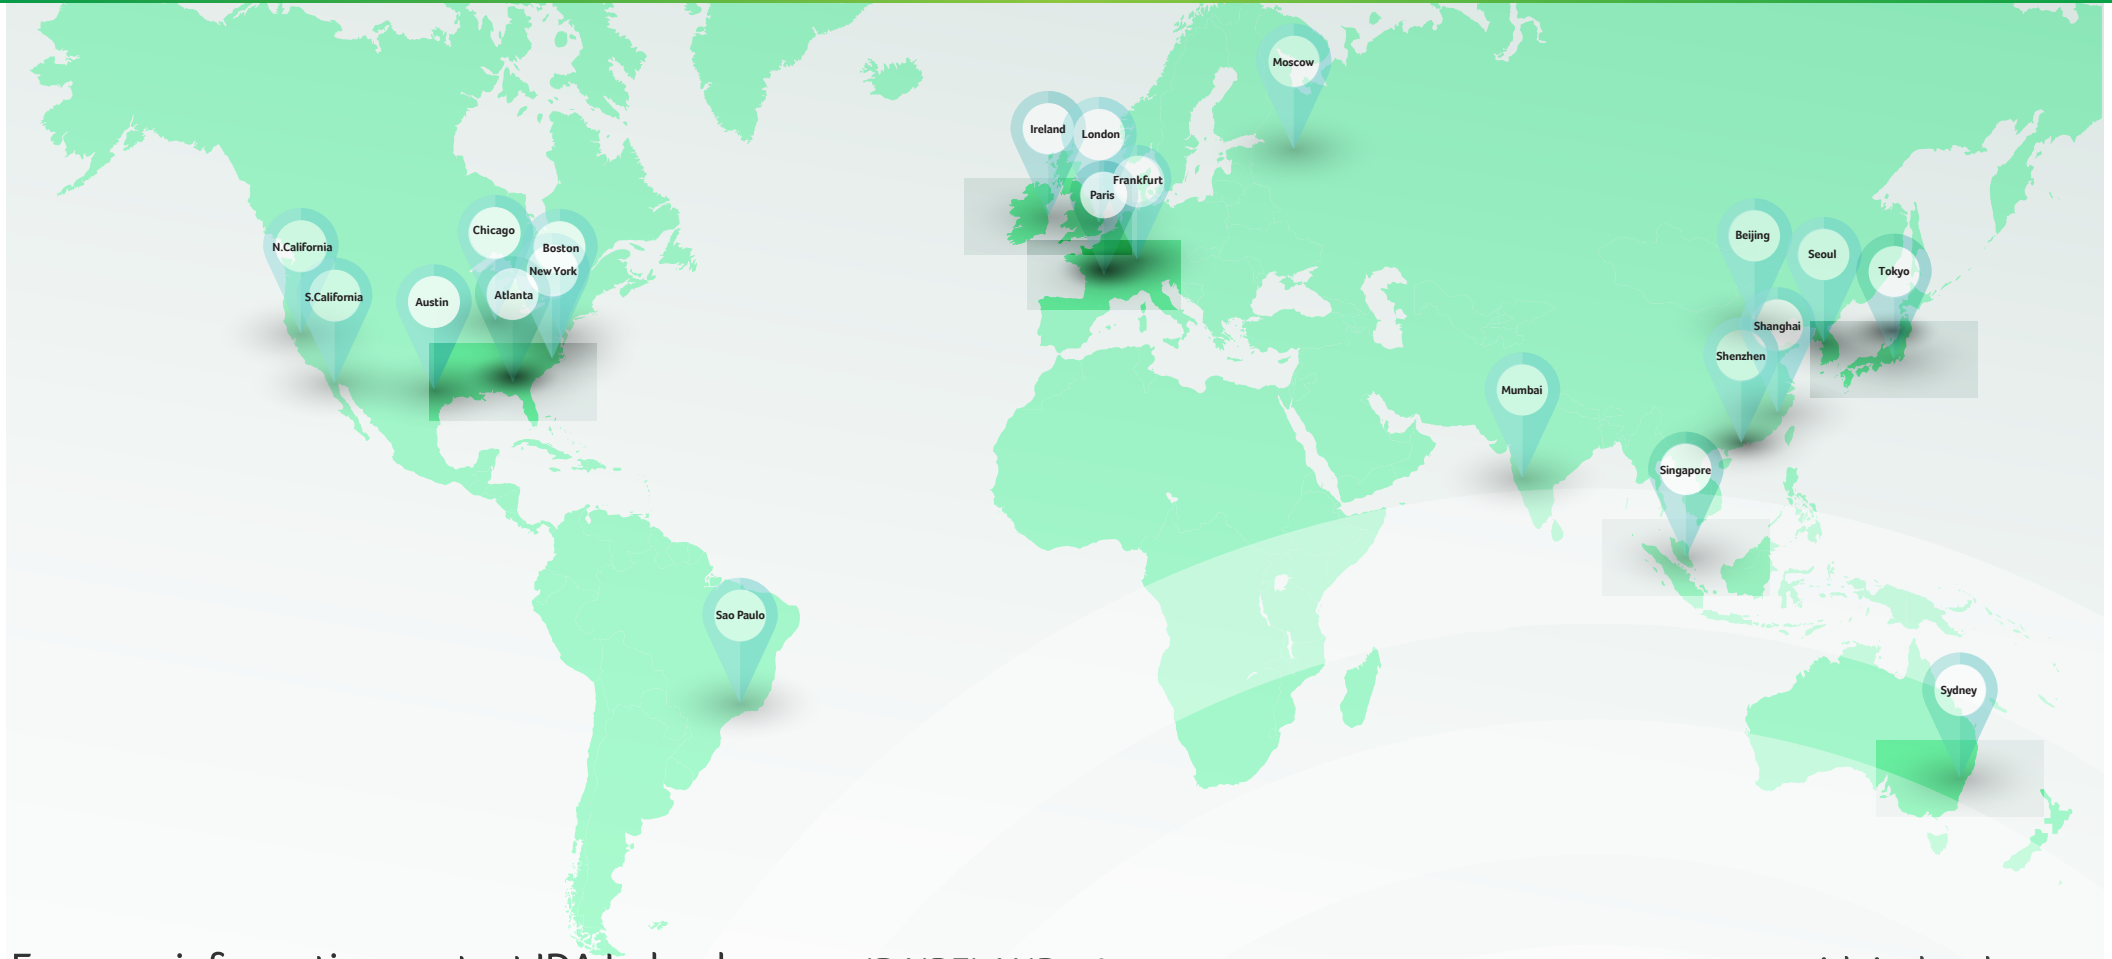 Moscow
Ireland
London
Frankfurt
Paris
Chicago
N.California
Boston
New York
S.California
Austin
Atlanta
Beijing
Seoul
Tokyo
Shanghai
Shenzhen
Mumbai
Singapore
Sao Paulo
Sydney